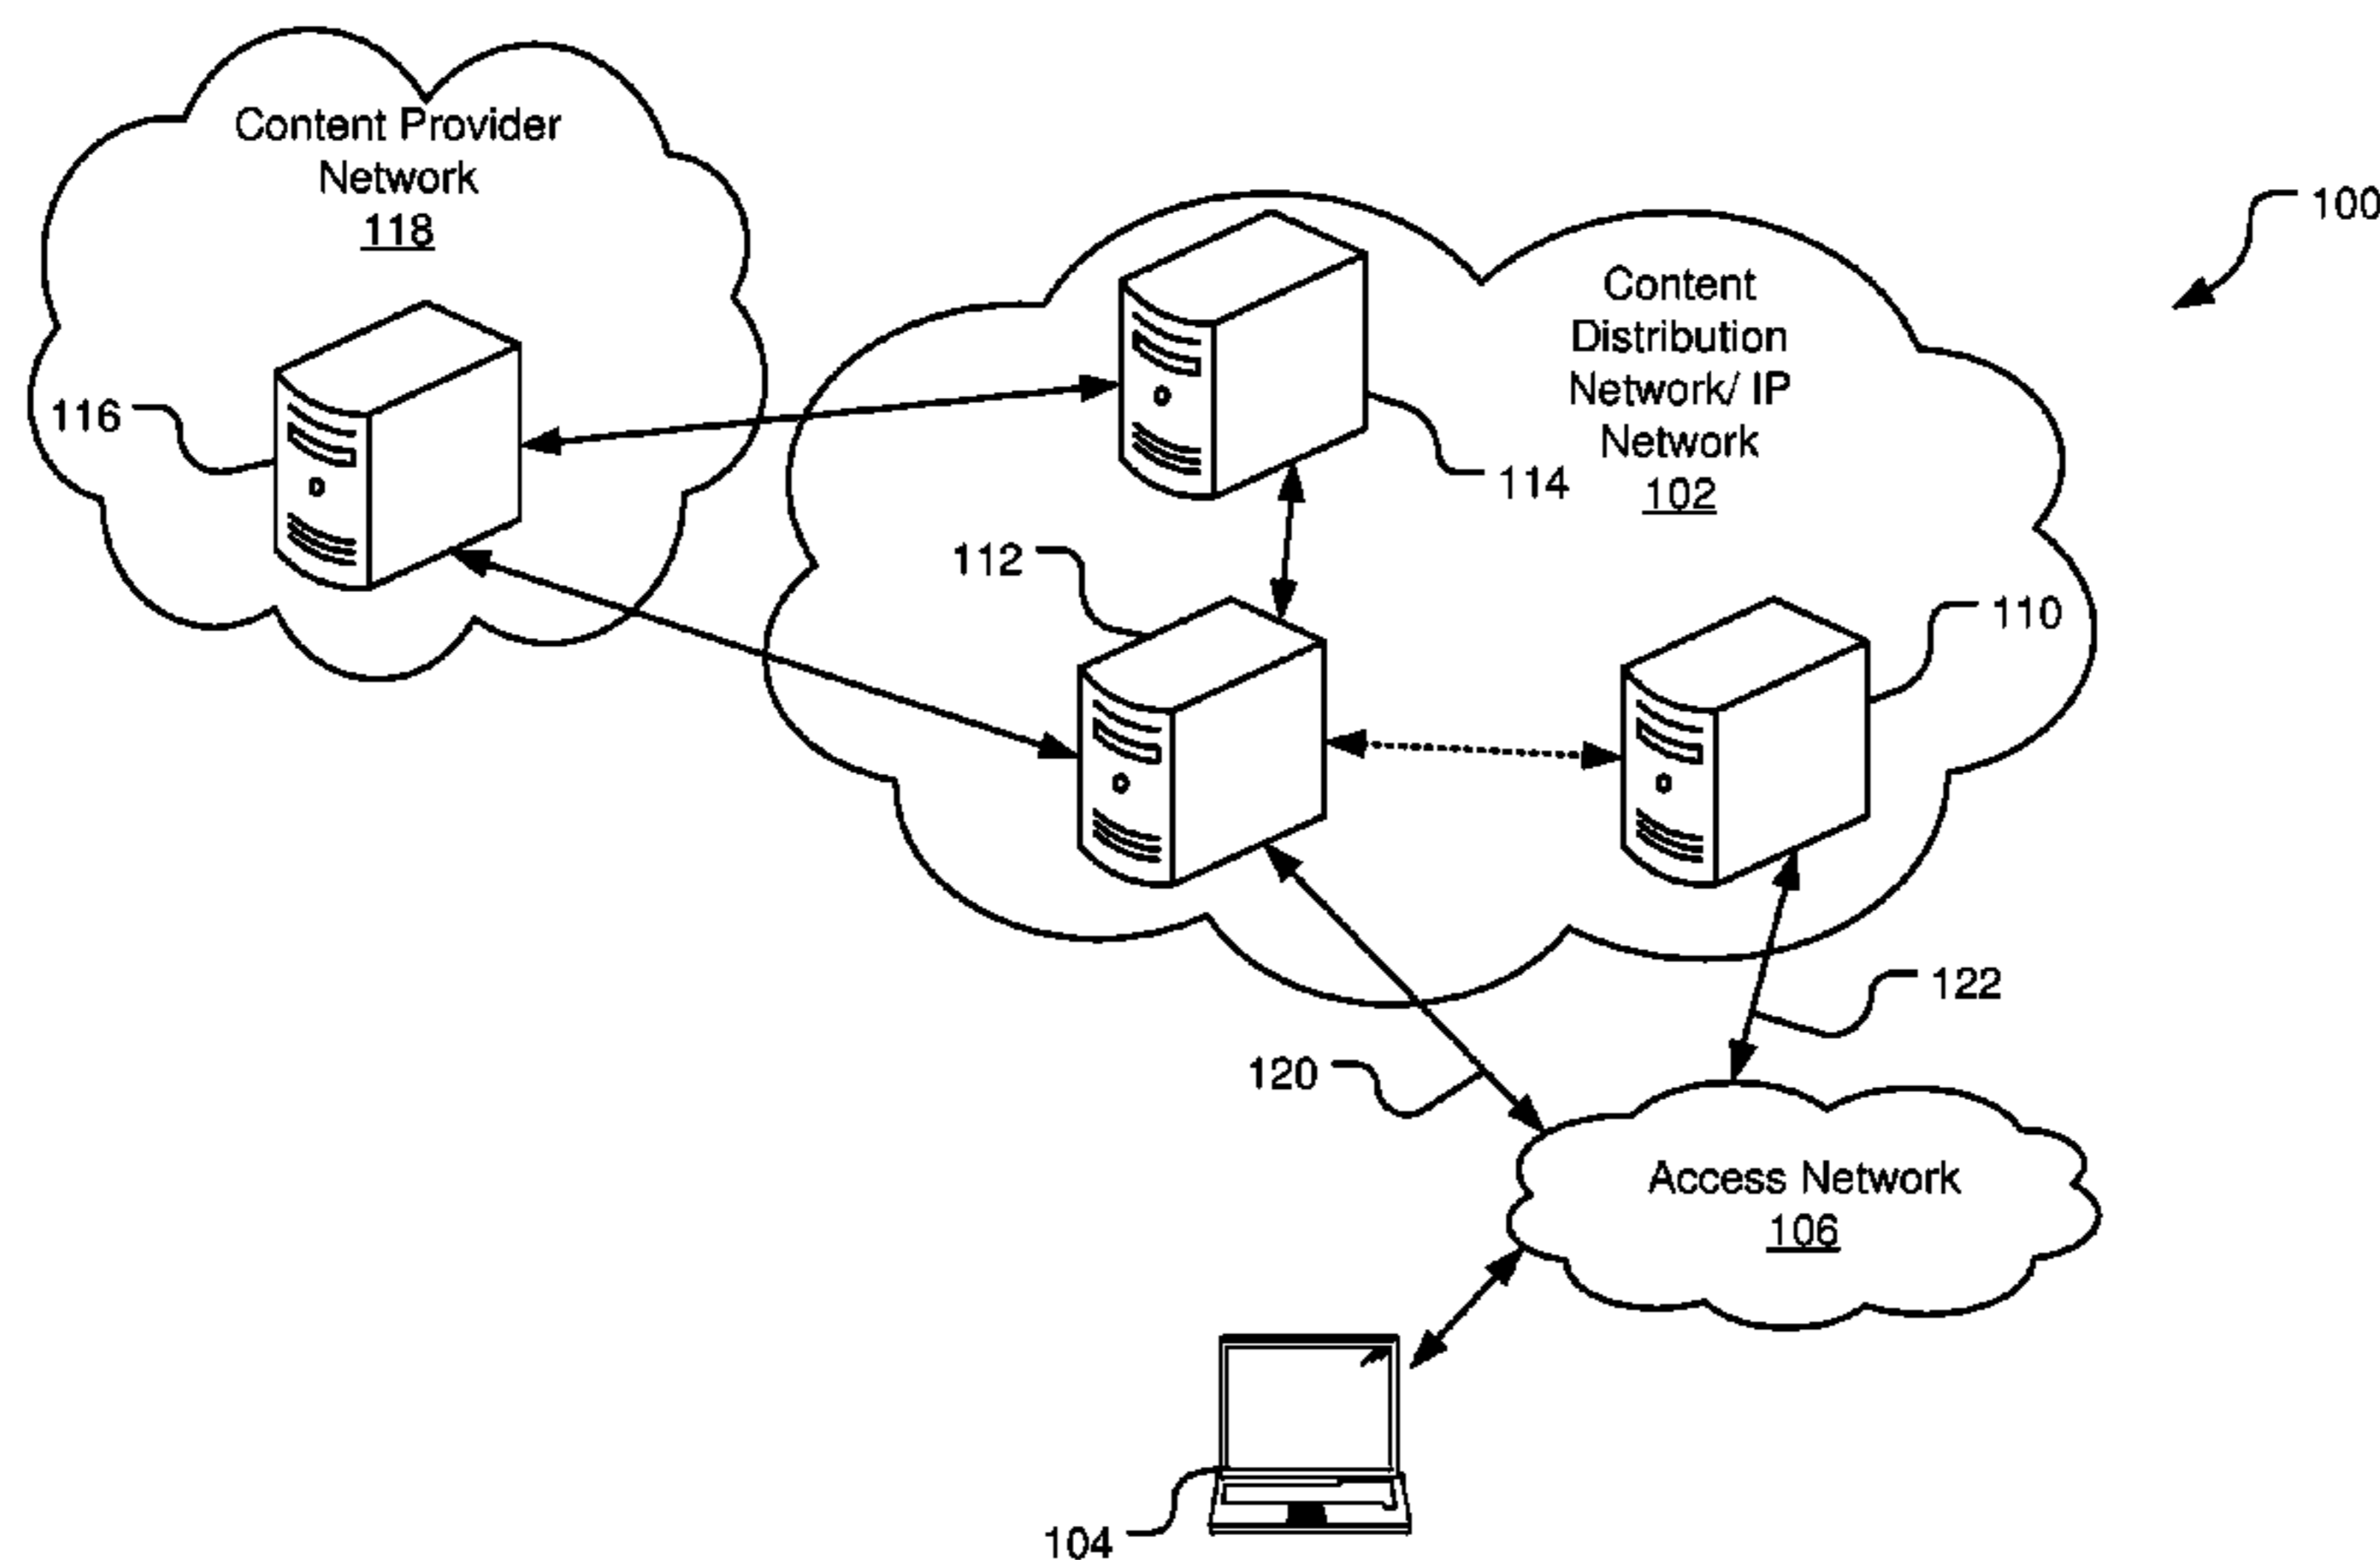 Content Provider
Network
118
100
Content
Distribution
Network/ IP
Network
102
116
114
112
110
122
120
Access Network
106
104